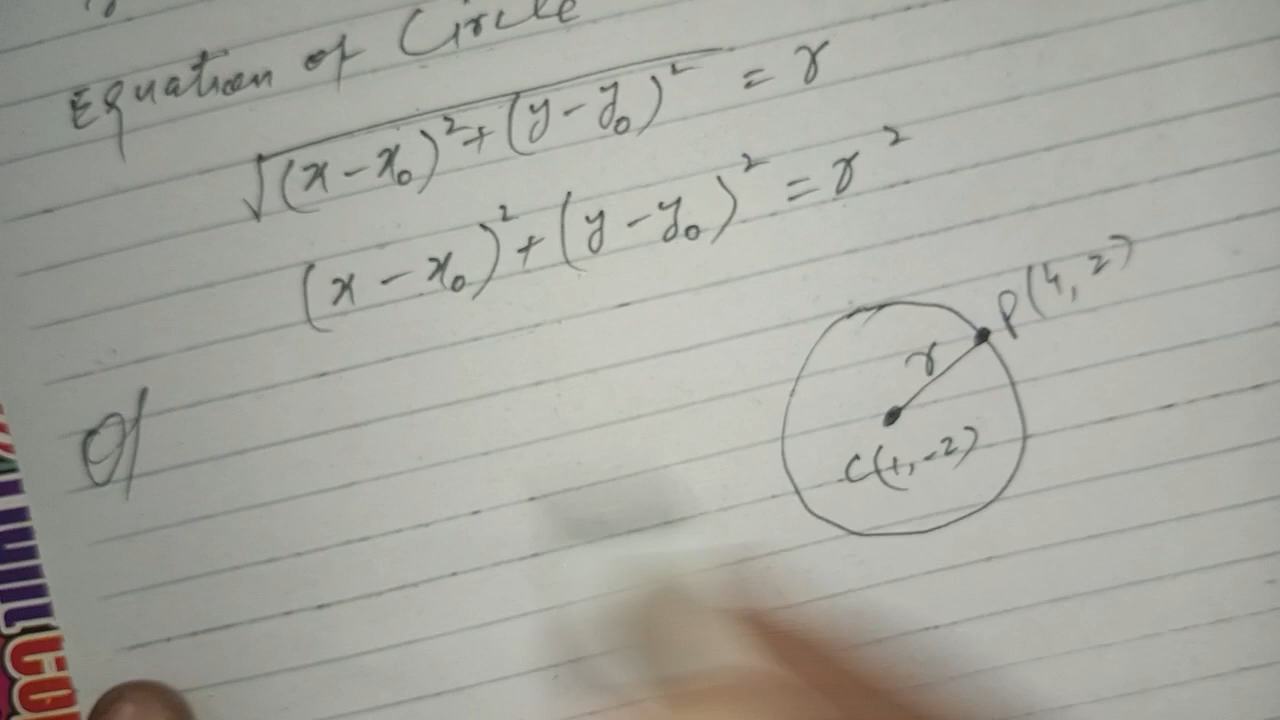 Equation of Circle
√(x-x₀)²+(y-y₀)² = r
(x-x₀)²+(y-y₀)² = r²
P(4, 2)
r
C(1,-2)
Q/